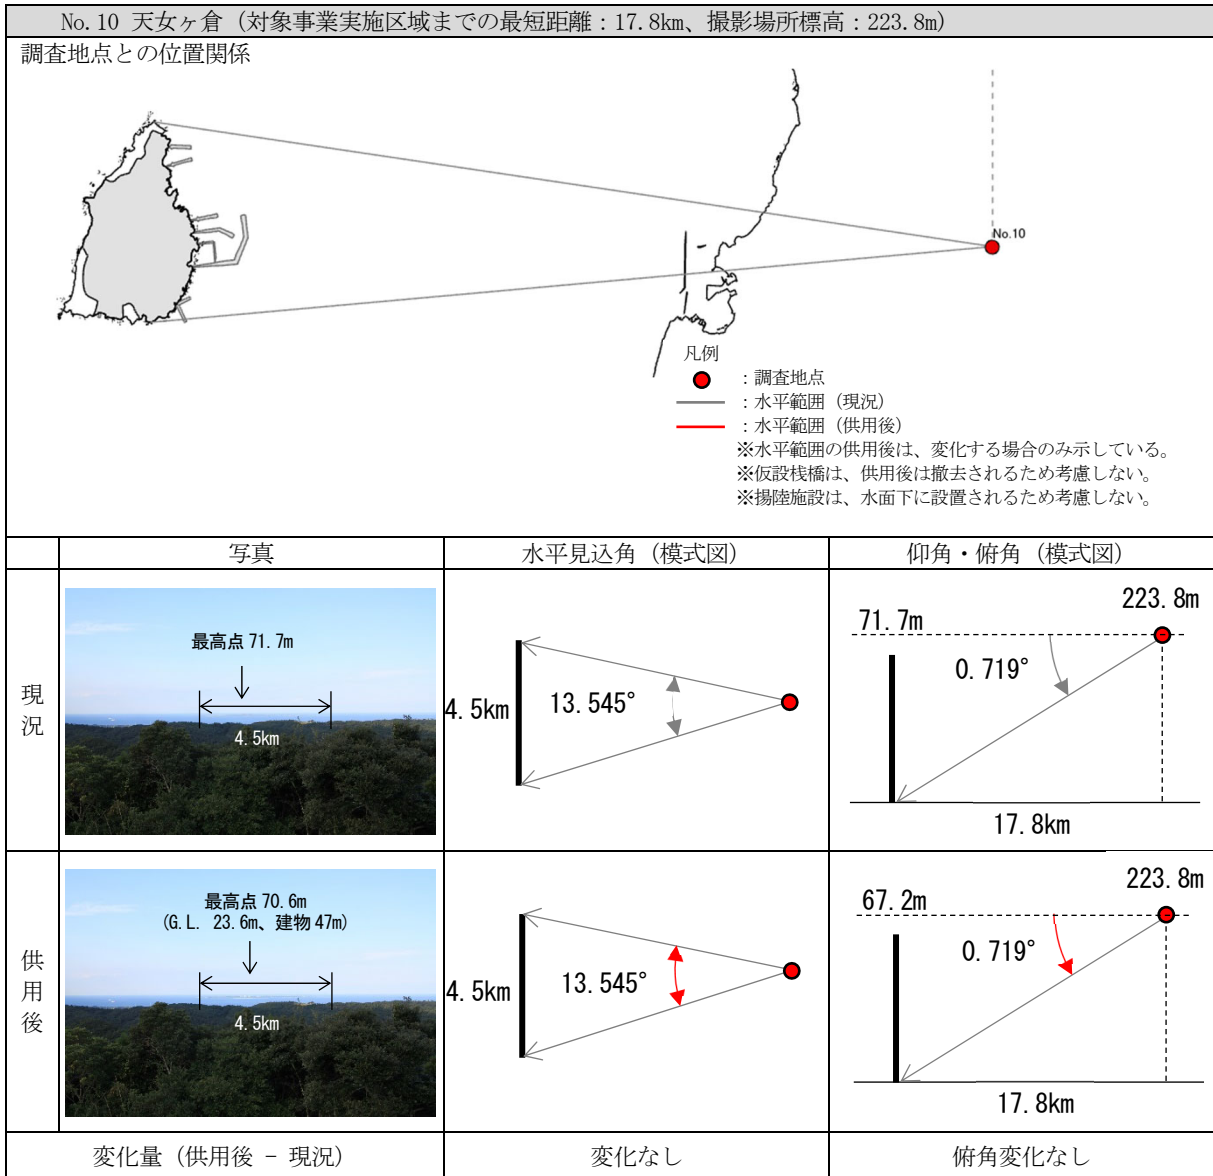 No.10 天女ヶ倉（対象事業実施区域までの最短距離：17.8km、撮影場所標高：223.8m）
調査地点との位置関係
No.10
凡例
：調査地点
：水平範囲（現況）
：水平範囲（供用後）
※水平範囲の供用後は、変化する場合のみ示している。
※仮設桟橋は、供用後は撤去されるため考慮しない。
※揚陸施設は、水面下に設置されるため考慮しない。
写真
水平見込角（模式図）
仰角・俯角（模式図）
現況
最高点 71.7m
4.5km
4.5km
13.545°
71.7m
223.8m
0.719°
17.8km
供用後
最高点 70.6m
(G.L. 23.6m、建物 47m)
4.5km
4.5km
13.545°
67.2m
223.8m
0.719°
17.8km
変化量（供用後 － 現況）
変化なし
俯角変化なし